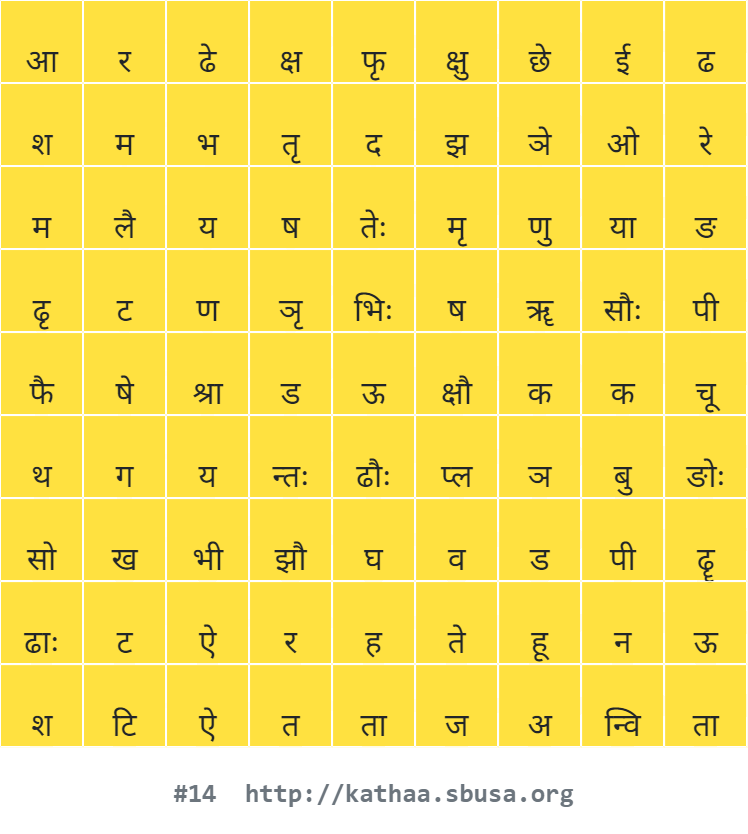 आ र ढे क्ष फृ क्षु छे ई ढ
श म भ तृ द झ ञे ओ रे
म लै य ष तेः मृ णु या ङ
ढृ ट ण ञृ भिः ष ॠ सौः पी
फै षे श्रा ड ऊ क्षौ क क चू
थ ग य न्तः ढौः प्ल ञ बु ङोः
सो ख भी झौ घ व ड पी ढॄ
ढाः ट ऐ र ह ते हू न ऊ
श टि ऐ त ता ज अ न्वि ता
#14 http://kathaa.sbusa.org